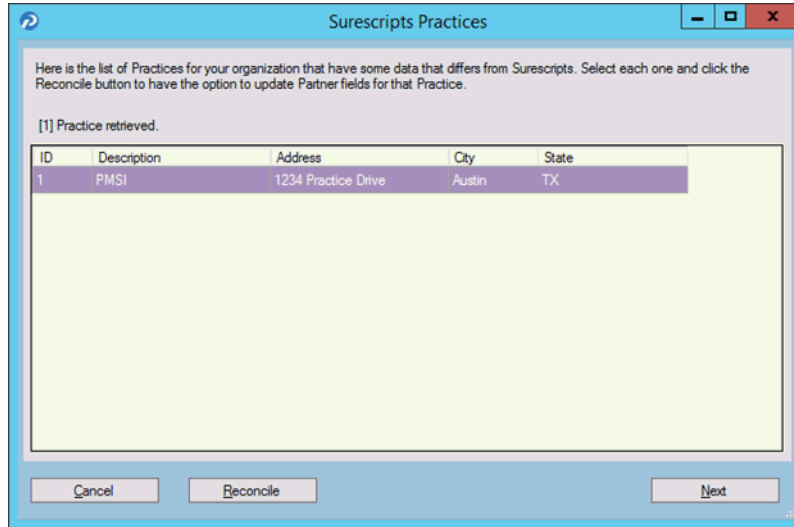 Surescripts Practices
Here is the list of Practices for your organization that have some data that differs from Surescripts. Select each one and click the
Reconcile button to have the option to update Partner fields for that Practice.
[1] Practice retrieved.
ID Description Address City State
1 PMSI 1234 Practice Drive Austin TX
Cancel Reconcile Next